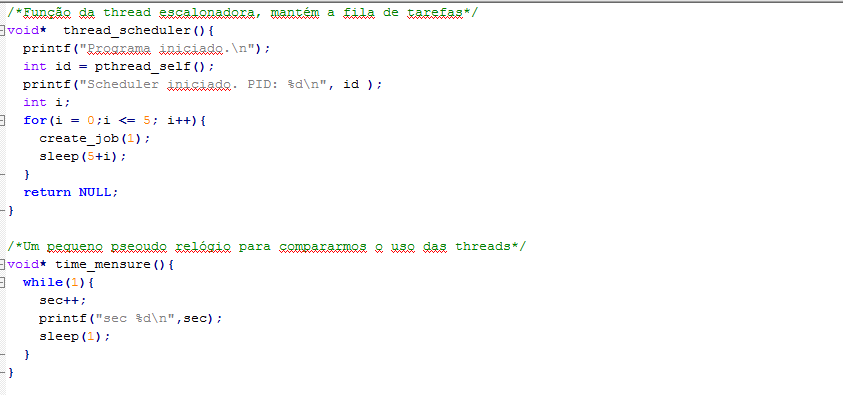 /*Função da thread escalonadora, mantém a fila de tarefas*/
void*  thread_scheduler(){
  printf("Programa iniciado.\n");
  int id = pthread_self();
  printf("Scheduler iniciado. PID: %d\n", id );
  int i;
  for(i = 0;i <= 5; i++){
    create_job(1);
    sleep(5+i);
  }
  return NULL;
}

/*Um pequeno pseoudo relógio para compararmos o uso das threads*/
void* time_mensure(){
  while(1){
    sec++;
    printf("sec %d\n",sec);
    sleep(1);
  }
}